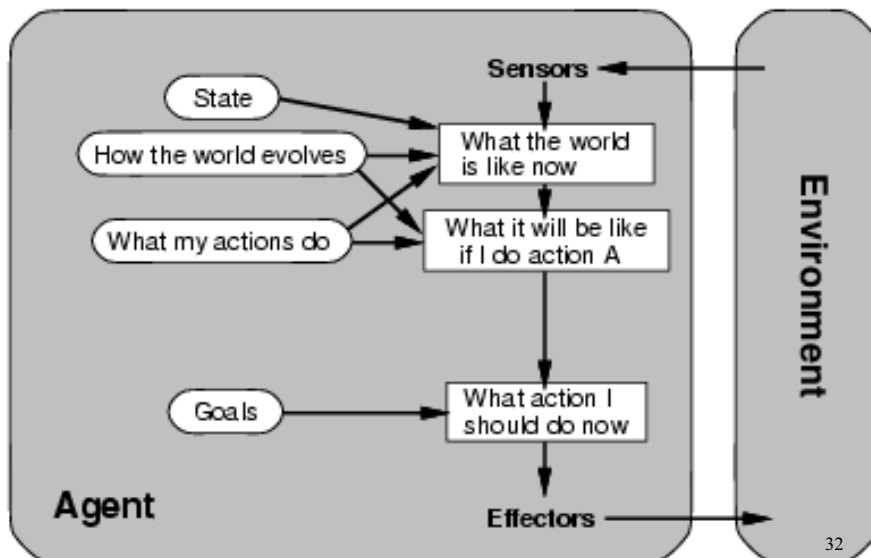 Sensors
State
What the world
is like now
How the world evolves
What it will be like
if I do action A
What my actions do
What action I
should do now
Goals
Agent
Effectors
Environment
32